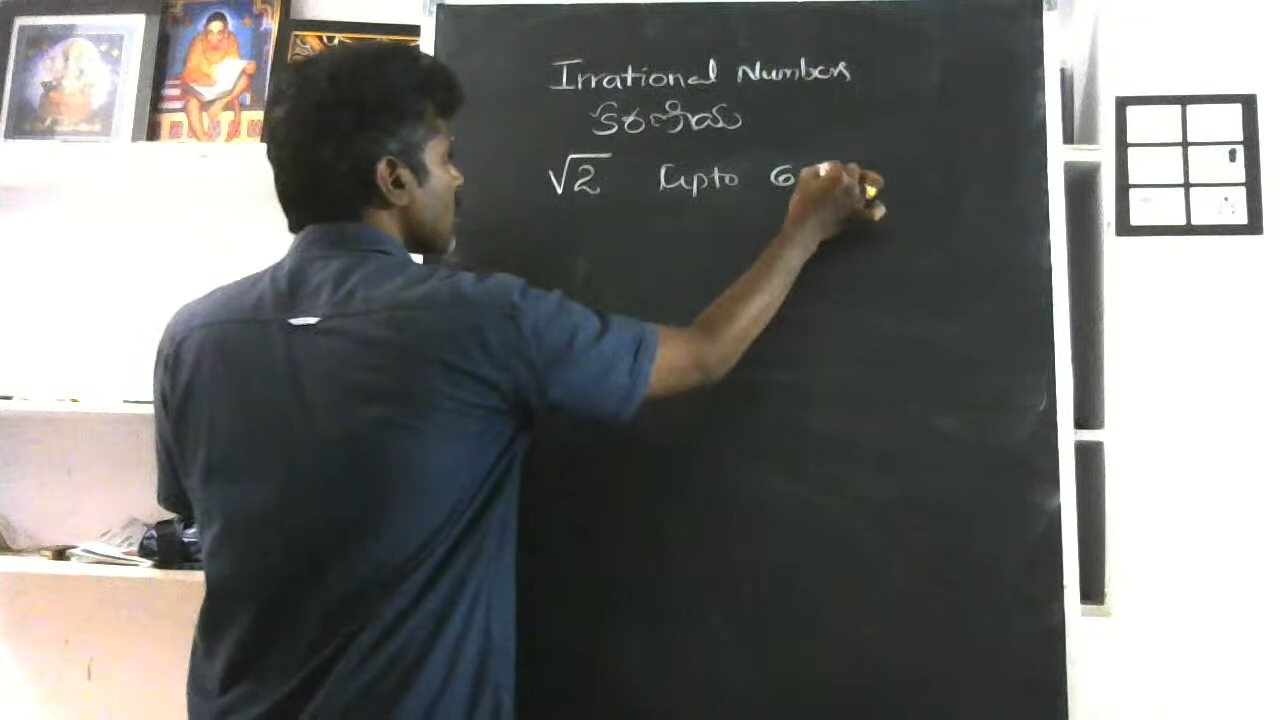 Irrational Numbers
కరణీయ
√2 Upto 6